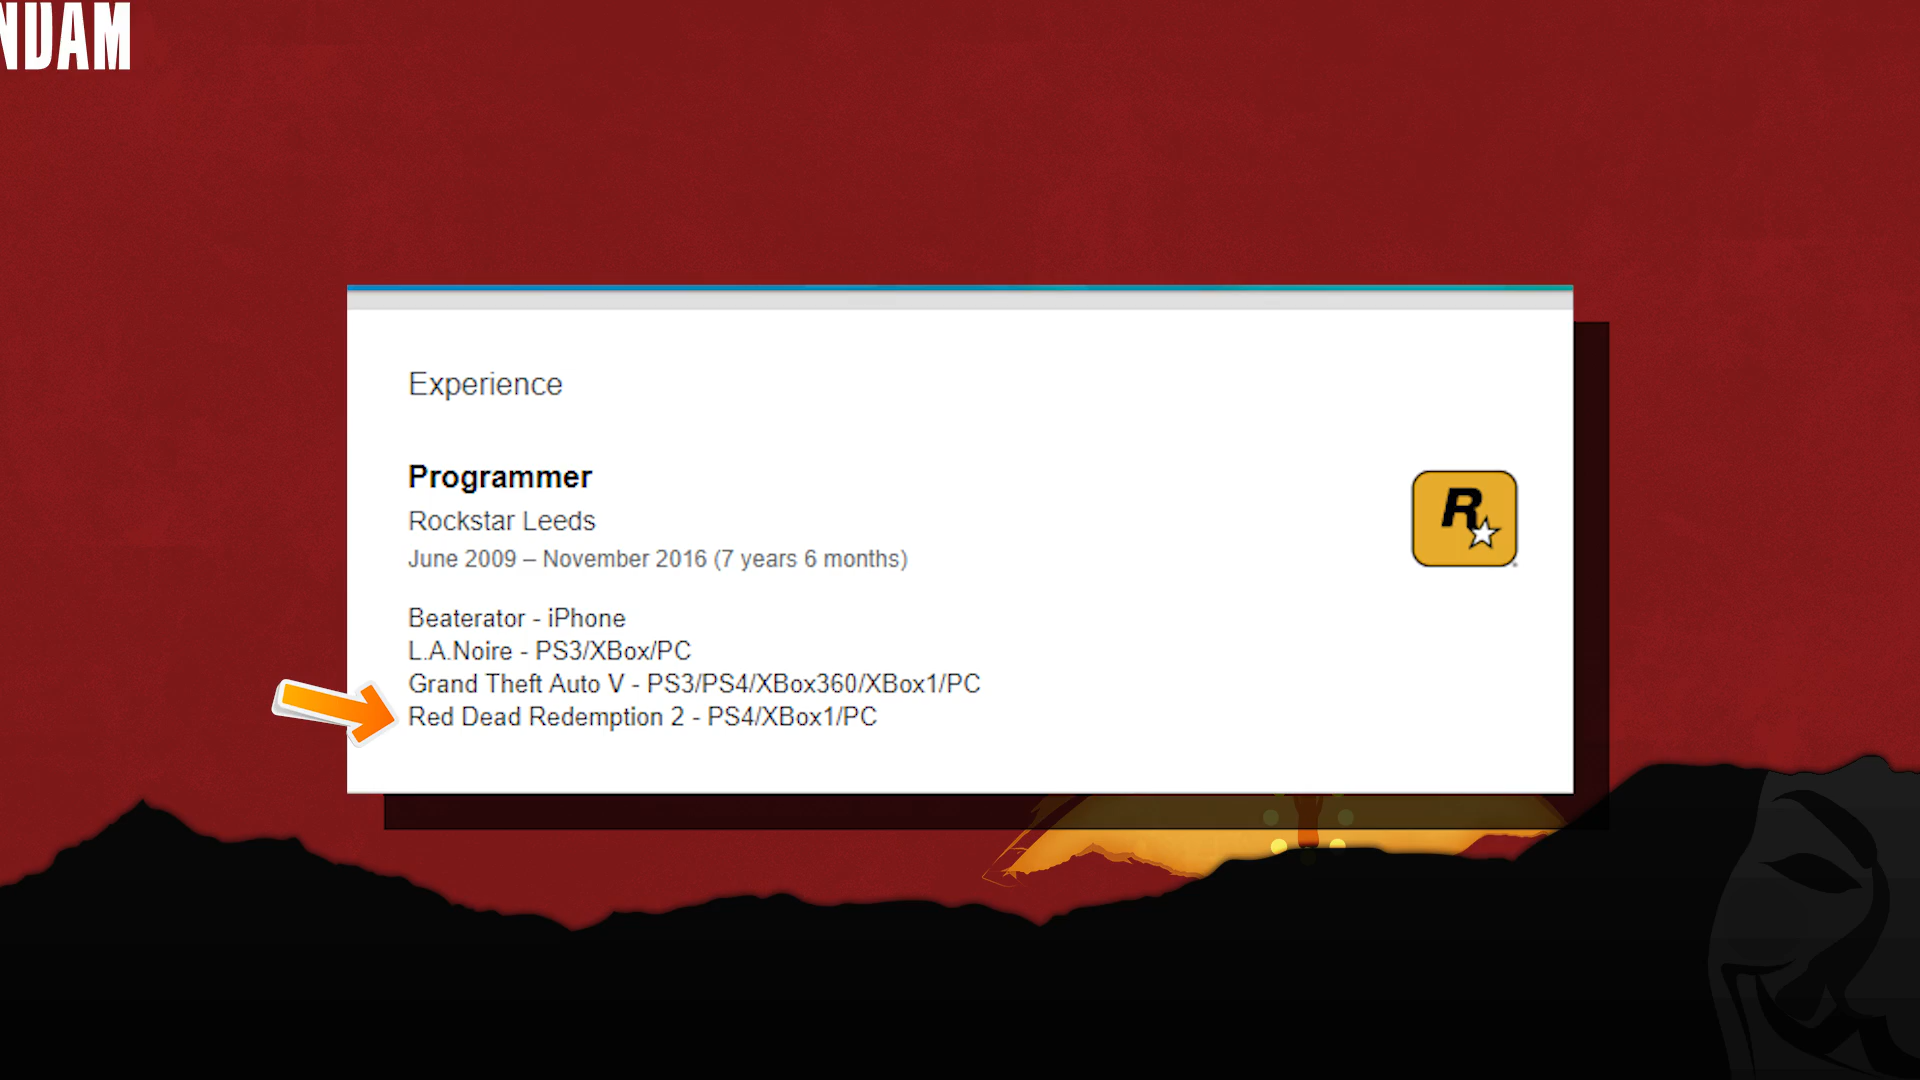 NDAM
Experience
Programmer
Rockstar Leeds
June 2009 – November 2016 (7 years 6 months)
Beaterator - iPhone
L.A.Noire - PS3/XBox/PC
Grand Theft Auto V - PS3/PS4/XBox360/XBox1/PC
Red Dead Redemption 2 - PS4/XBox1/PC
R